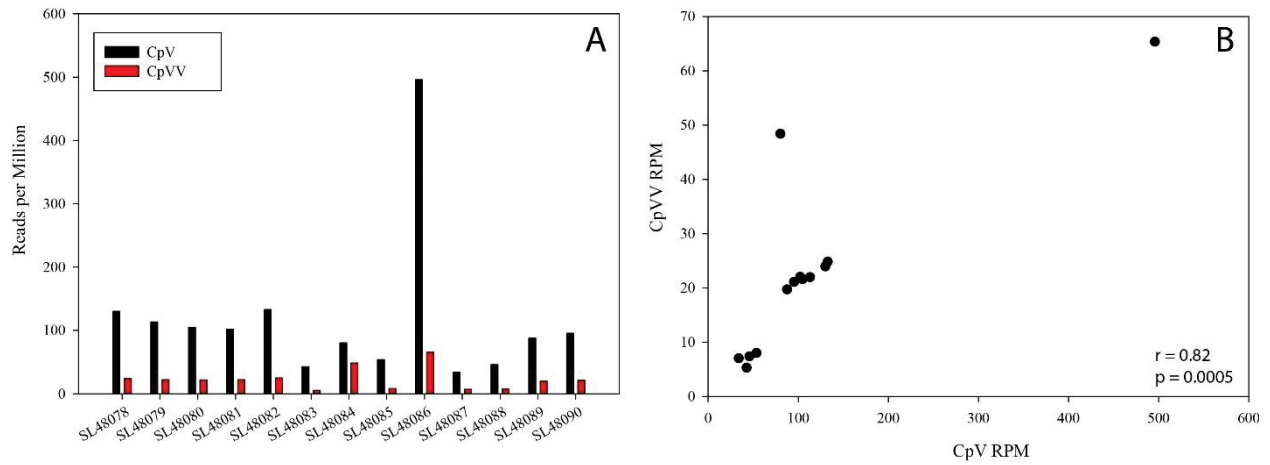 A
CpV
CpVV
Reads per Million
600
500
400
300
200
100
0
SL48078
SL48079
SL48080
SL48081
SL48082
SL48083
SL48084
SL48085
SL48086
SL48087
SL48088
SL48089
SL48090
B
CpVV RPM
70
60
50
40
30
20
10
0
r = 0.82
p = 0.0005
0 100 200 300 400 500 600
CpV RPM